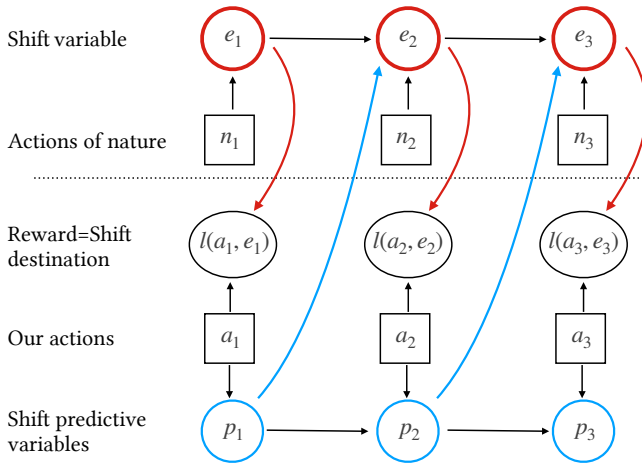 Shift variable e₁ e₂ e₃
Actions of nature n₁ n₂ n₃
Reward=Shift
destination l(a₁, e₁) l(a₂, e₂) l(a₃, e₃)
Our actions a₁ a₂ a₃
Shift predictive
variables p₁ p₂ p₃